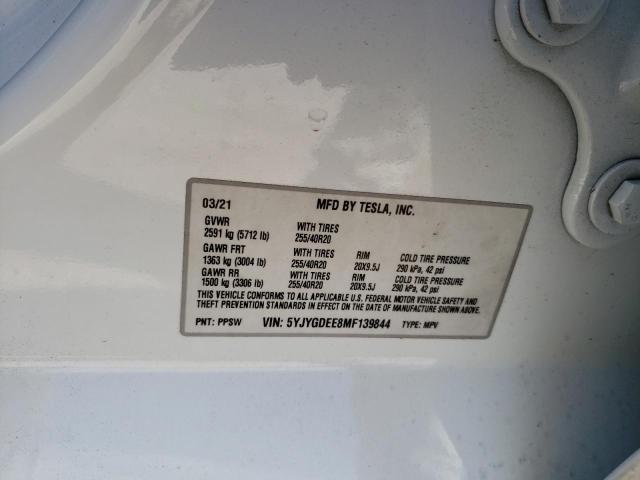 03/21 MFD BY TESLA, INC.
GVWR WITH TIRES
2591 kg (5712 lb) 255/40R20
GAWR FRT WITH TIRES RIM COLD TIRE PRESSURE
1363 kg (3004 lb) 255/40R20 20X9.5J 290 kPa, 42 psi
GAWR RR WITH TIRES RIM COLD TIRE PRESSURE
1500 kg (3306 lb) 255/40R20 20X9.5J 290 kPa, 42 psi
THIS VEHICLE CONFORMS TO ALL APPLICABLE U.S. FEDERAL MOTOR VEHICLE SAFETY AND
THEFT PREVENTION STANDARDS IN EFFECT ON THE DATE OF MANUFACTURE SHOWN ABOVE.
PNT: PPSW VIN: 5YJYGDEE8MF139844 TYPE: MPV